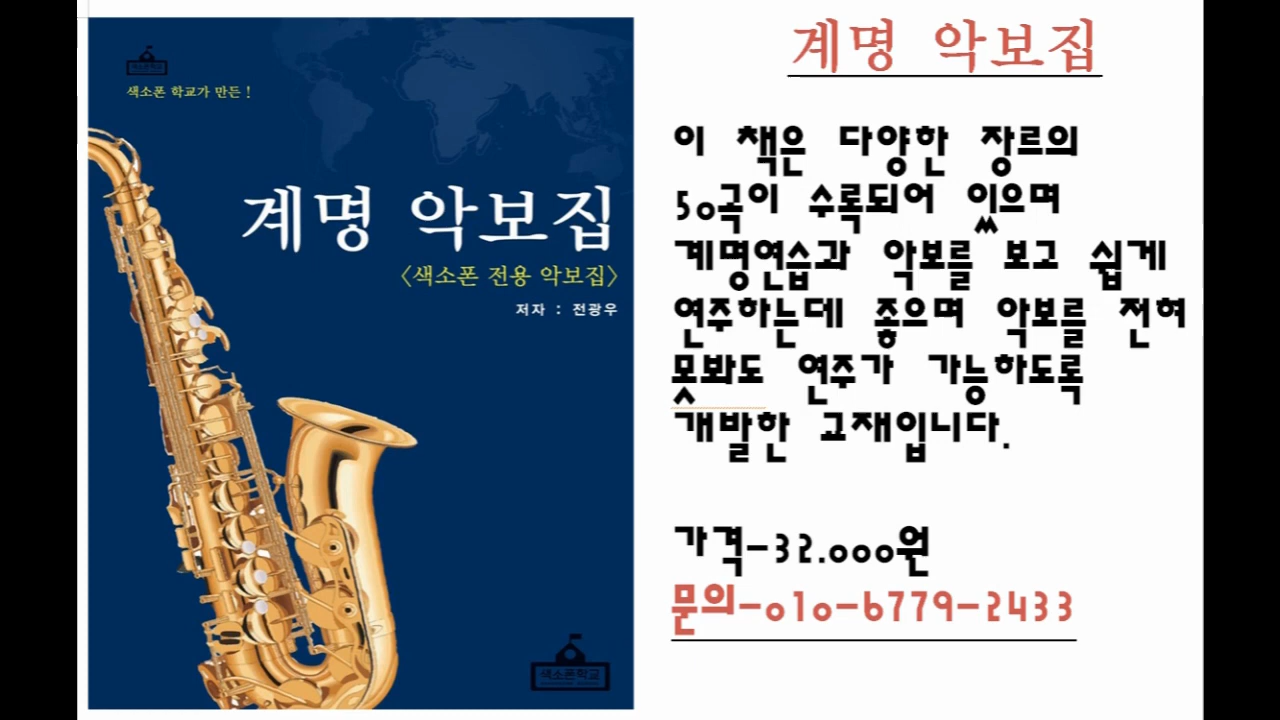 색소폰학교
색소폰 학교가 만든 !
계명 악보집
<색소폰 전용 악보집>
저자 : 전광우
색소폰학교
계명 악보집
이 책은 다양한 장르의
50곡이 수록되어 있으며
계명연습과 악보를 보고 쉽게
연주하는데 좋으며 악보를 전혀
못봐도 연주가 가능하도록
개발한 교재입니다.
가격-32.000원
문의-010-6779-2433